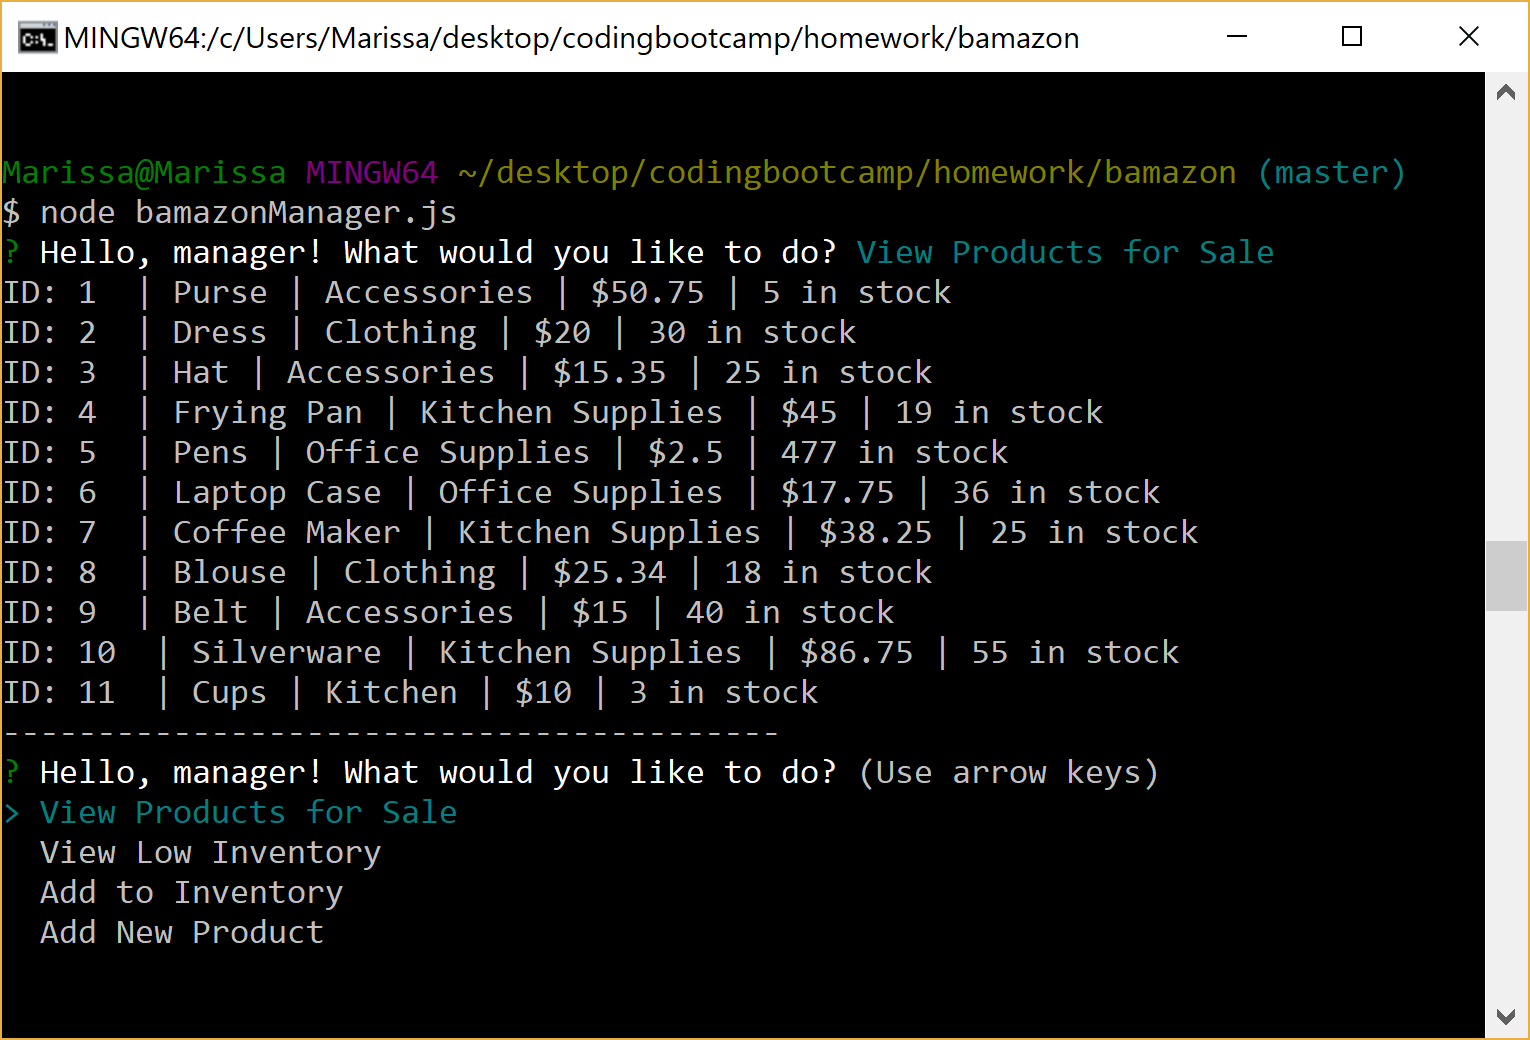 MINGW64:/c/Users/Marissa/desktop/codingbootcamp/homework/bamazon
Marissa@Marissa MINGW64 ~/desktop/codingbootcamp/homework/bamazon (master)
$ node bamazonManager.js
? Hello, manager! What would you like to do? View Products for Sale
ID: 1  | Purse | Accessories | $50.75 | 5 in stock
ID: 2  | Dress | Clothing | $20 | 30 in stock
ID: 3  | Hat | Accessories | $15.35 | 25 in stock
ID: 4  | Frying Pan | Kitchen Supplies | $45 | 19 in stock
ID: 5  | Pens | Office Supplies | $2.5 | 477 in stock
ID: 6  | Laptop Case | Office Supplies | $17.75 | 36 in stock
ID: 7  | Coffee Maker | Kitchen Supplies | $38.25 | 25 in stock
ID: 8  | Blouse | Clothing | $25.34 | 18 in stock
ID: 9  | Belt | Accessories | $15 | 40 in stock
ID: 10  | Silverware | Kitchen Supplies | $86.75 | 55 in stock
ID: 11  | Cups | Kitchen | $10 | 3 in stock
-----------------------------------------
? Hello, manager! What would you like to do? (Use arrow keys)
> View Products for Sale
  View Low Inventory
  Add to Inventory
  Add New Product